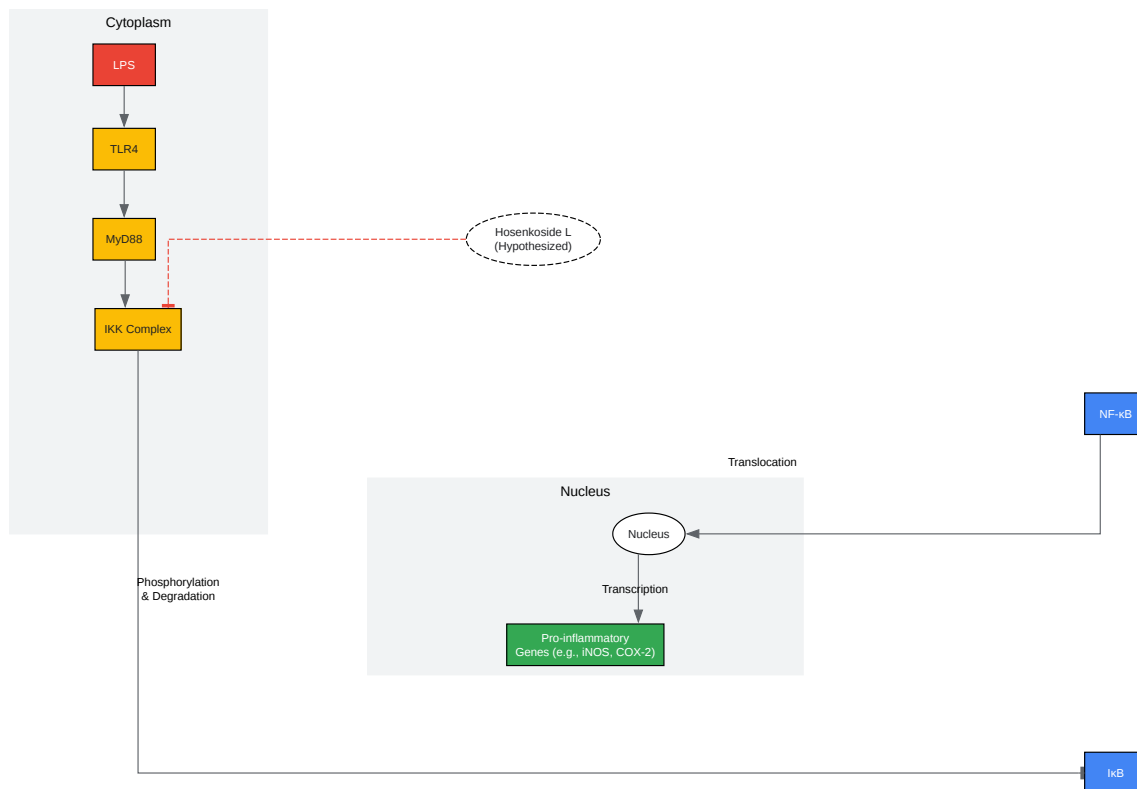 Cytoplasm
LPS
TLR4
MyD88
Hosenkoside L
(Hypothesized)
IKK Complex
NF-κB
Translocation
Nucleus
Nucleus
Phosphorylation
& Degradation
Transcription
Pro-inflammatory
Genes (e.g., iNOS, COX-2)
IκB